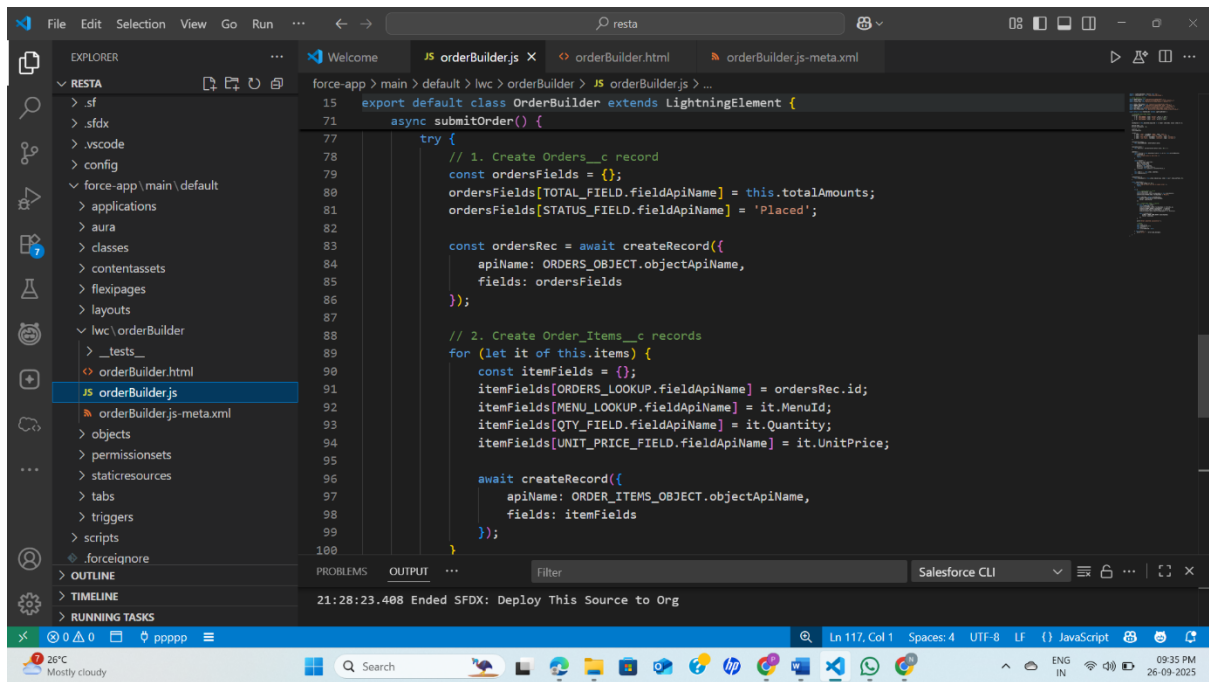 File Edit Selection View Go Run ···
resta
EXPLORER ···
RESTA
.sf
.sfdx
.vscode
config
force-app\main\default
applications
aura
classes
contentassets
flexipages
layouts
lwc\orderBuilder
__tests__
orderBuilder.html
JS orderBuilder.js
orderBuilder.js-meta.xml
objects
permissionsets
staticresources
tabs
triggers
scripts
.forceignore
OUTLINE
TIMELINE
RUNNING TASKS
7
Welcome JS orderBuilder.js orderBuilder.html orderBuilder.js-meta.xml
force-app > main > default > lwc > orderBuilder > JS orderBuilder.js > ...
15 export default class OrderBuilder extends LightningElement {
71 async submitOrder() {
77 try {
78 // 1. Create Orders__c record
79 const ordersFields = {};
80 ordersFields[TOTAL_FIELD.fieldApiName] = this.totalAmounts;
81 ordersFields[STATUS_FIELD.fieldApiName] = 'Placed';
82
83 const ordersRec = await createRecord({
84 apiName: ORDERS_OBJECT.objectApiName,
85 fields: ordersFields
86 });
87
88 // 2. Create Order_Items__c records
89 for (let it of this.items) {
90 const itemFields = {};
91 itemFields[ORDERS_LOOKUP.fieldApiName] = ordersRec.id;
92 itemFields[MENU_LOOKUP.fieldApiName] = it.MenuId;
93 itemFields[QTY_FIELD.fieldApiName] = it.Quantity;
94 itemFields[UNIT_PRICE_FIELD.fieldApiName] = it.UnitPrice;
95
96 await createRecord({
97 apiName: ORDER_ITEMS_OBJECT.objectApiName,
98 fields: itemFields
99 });
100 }
PROBLEMS OUTPUT ··· Filter Salesforce CLI
21:28:23.408 Ended SFDX: Deploy This Source to Org
0 0 ppppp Ln 117, Col 1 Spaces: 4 UTF-8 LF {} JavaScript
26°C
Mostly cloudy
Search
ENG
IN
09:35 PM
26-09-2025